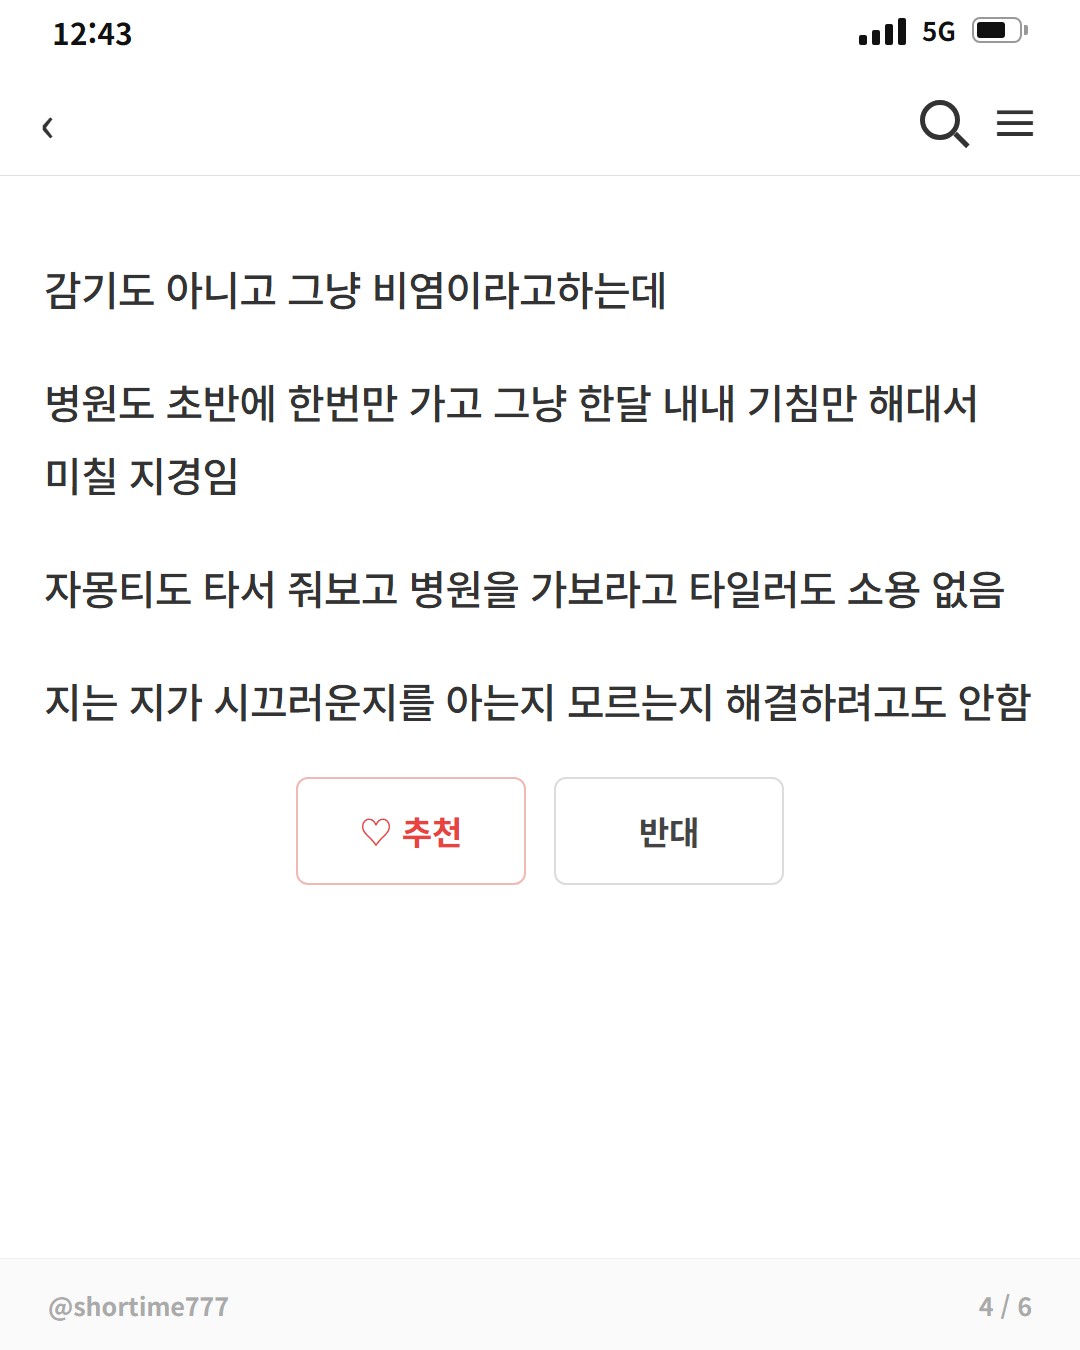 12:43
5G
감기도 아니고 그냥 비염이라고하는데
병원도 초반에 한번만 가고 그냥 한달 내내 기침만 해대서
미칠 지경임
자몽티도 타서 줘보고 병원을 가보라고 타일러도 소용 없음
지는 지가 시끄러운지를 아는지 모르는지 해결하려고도 안함
♡ 추천
반대
@shortime777
4 / 6